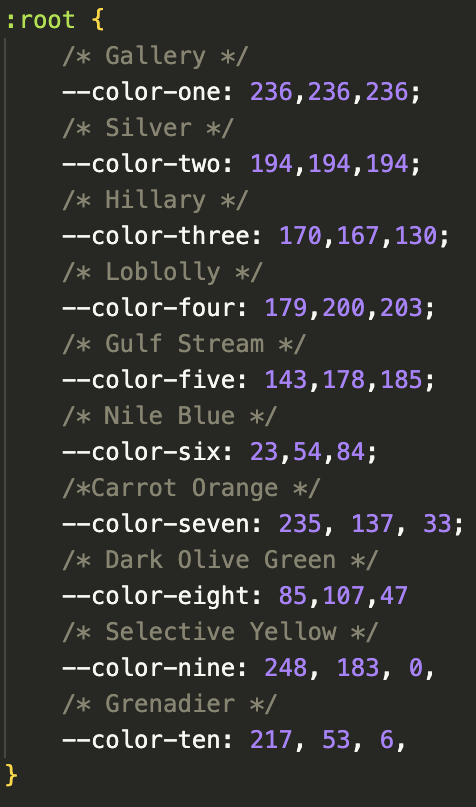 :root {
/* Gallery */
--color-one: 236,236,236;
/* Silver */
--color-two: 194,194,194;
/* Hillary */
--color-three: 170,167,130;
/* Loblolly */
--color-four: 179,200,203;
/* Gulf Stream */
--color-five: 143,178,185;
/* Nile Blue */
--color-six: 23,54,84;
/*Carrot Orange */
--color-seven: 235, 137, 33;
/* Dark Olive Green */
--color-eight: 85,107,47
/* Selective Yellow */
--color-nine: 248, 183, 0,
/* Grenadier */
--color-ten: 217, 53, 6,
}